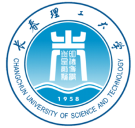 长春理工大学
CHANGCHUN UNIVERSITY OF SCIENCE AND TECHNOLOGY
1958